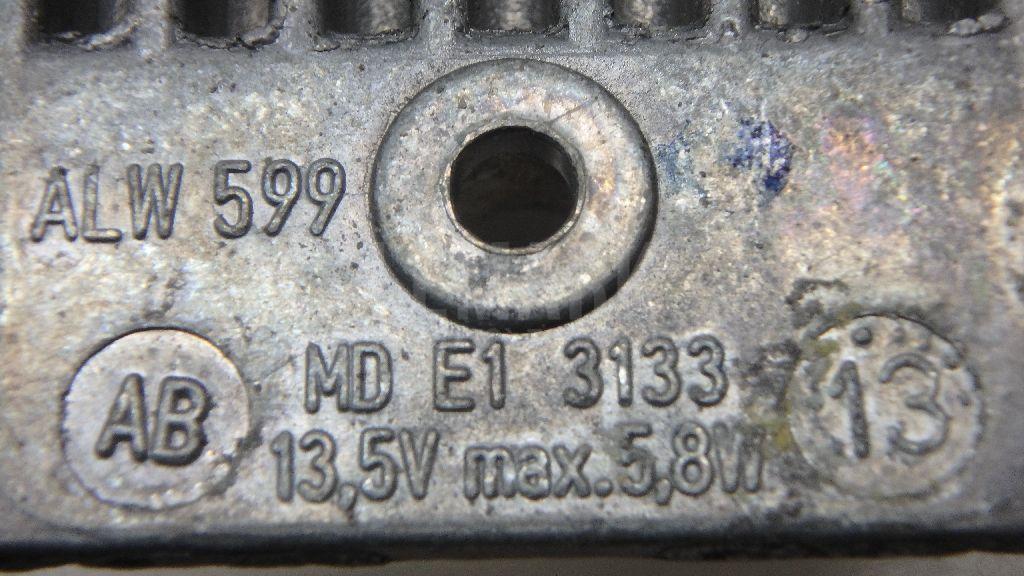 ALW 599
MD E1 3133
AB
13,5V max.5,8W
13